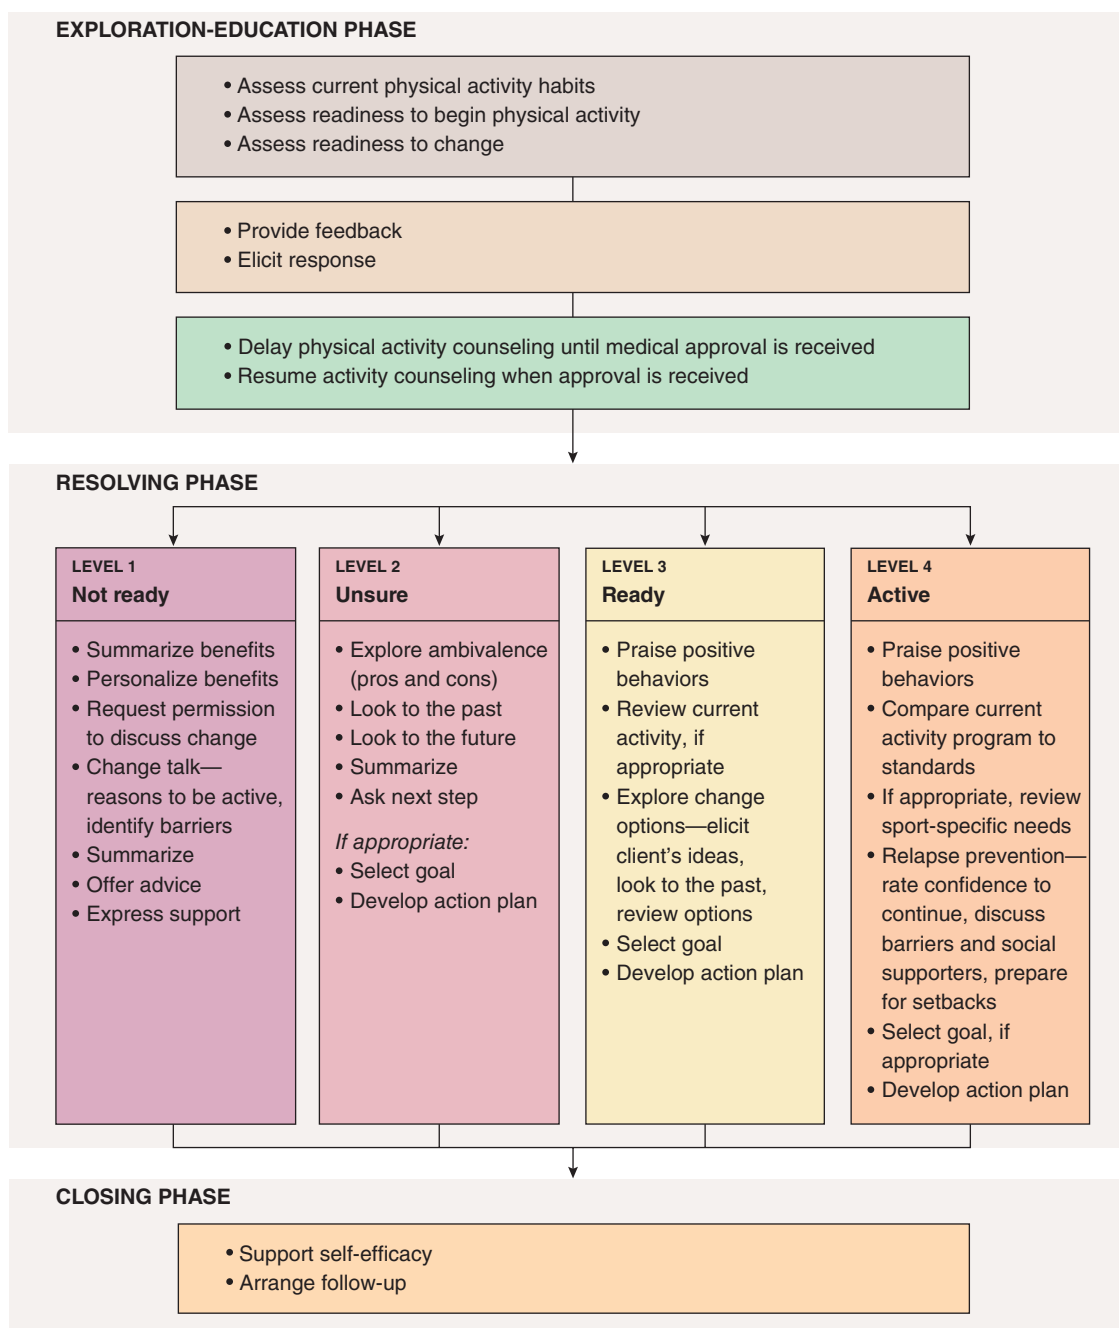 EXPLORATION-EDUCATION PHASE
• Assess current physical activity habits
• Assess readiness to begin physical activity
• Assess readiness to change
• Provide feedback
• Elicit response
• Delay physical activity counseling until medical approval is received
• Resume activity counseling when approval is received
RESOLVING PHASE
LEVEL 1
Not ready
• Summarize benefits
• Personalize benefits
• Request permission
to discuss change
• Change talk—
reasons to be active,
identify barriers
• Summarize
• Offer advice
• Express support
LEVEL 2
Unsure
• Explore ambivalence
(pros and cons)
• Look to the past
• Look to the future
• Summarize
• Ask next step
If appropriate:
• Select goal
• Develop action plan
LEVEL 3
Ready
• Praise positive
behaviors
• Review current
activity, if
appropriate
• Explore change
options—elicit
client’s ideas,
look to the past,
review options
• Select goal
• Develop action plan
LEVEL 4
Active
• Praise positive
behaviors
• Compare current
activity program to
standards
• If appropriate, review
sport-specific needs
• Relapse prevention—
rate confidence to
continue, discuss
barriers and social
supporters, prepare
for setbacks
• Select goal, if
appropriate
• Develop action plan
CLOSING PHASE
• Support self-efficacy
• Arrange follow-up